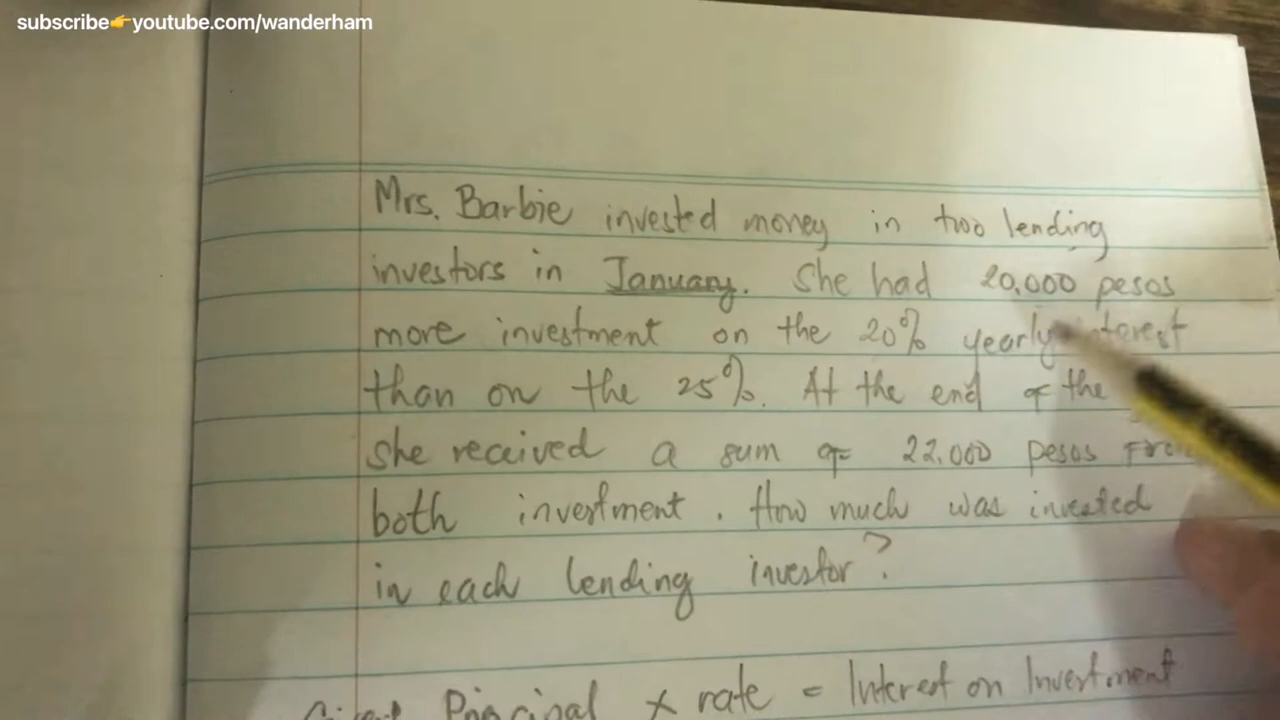 subscribe👉youtube.com/wanderham
Mrs. Barbie invested money in two lending
investors in January. She had 20,000 pesos
more investment on the 20% yearly interest
than on the 25%. At the end of the
she received a sum of 22,000 pesos
both investment. How much was invested
in each lending investor?
Principal x rate = Interest on Investment